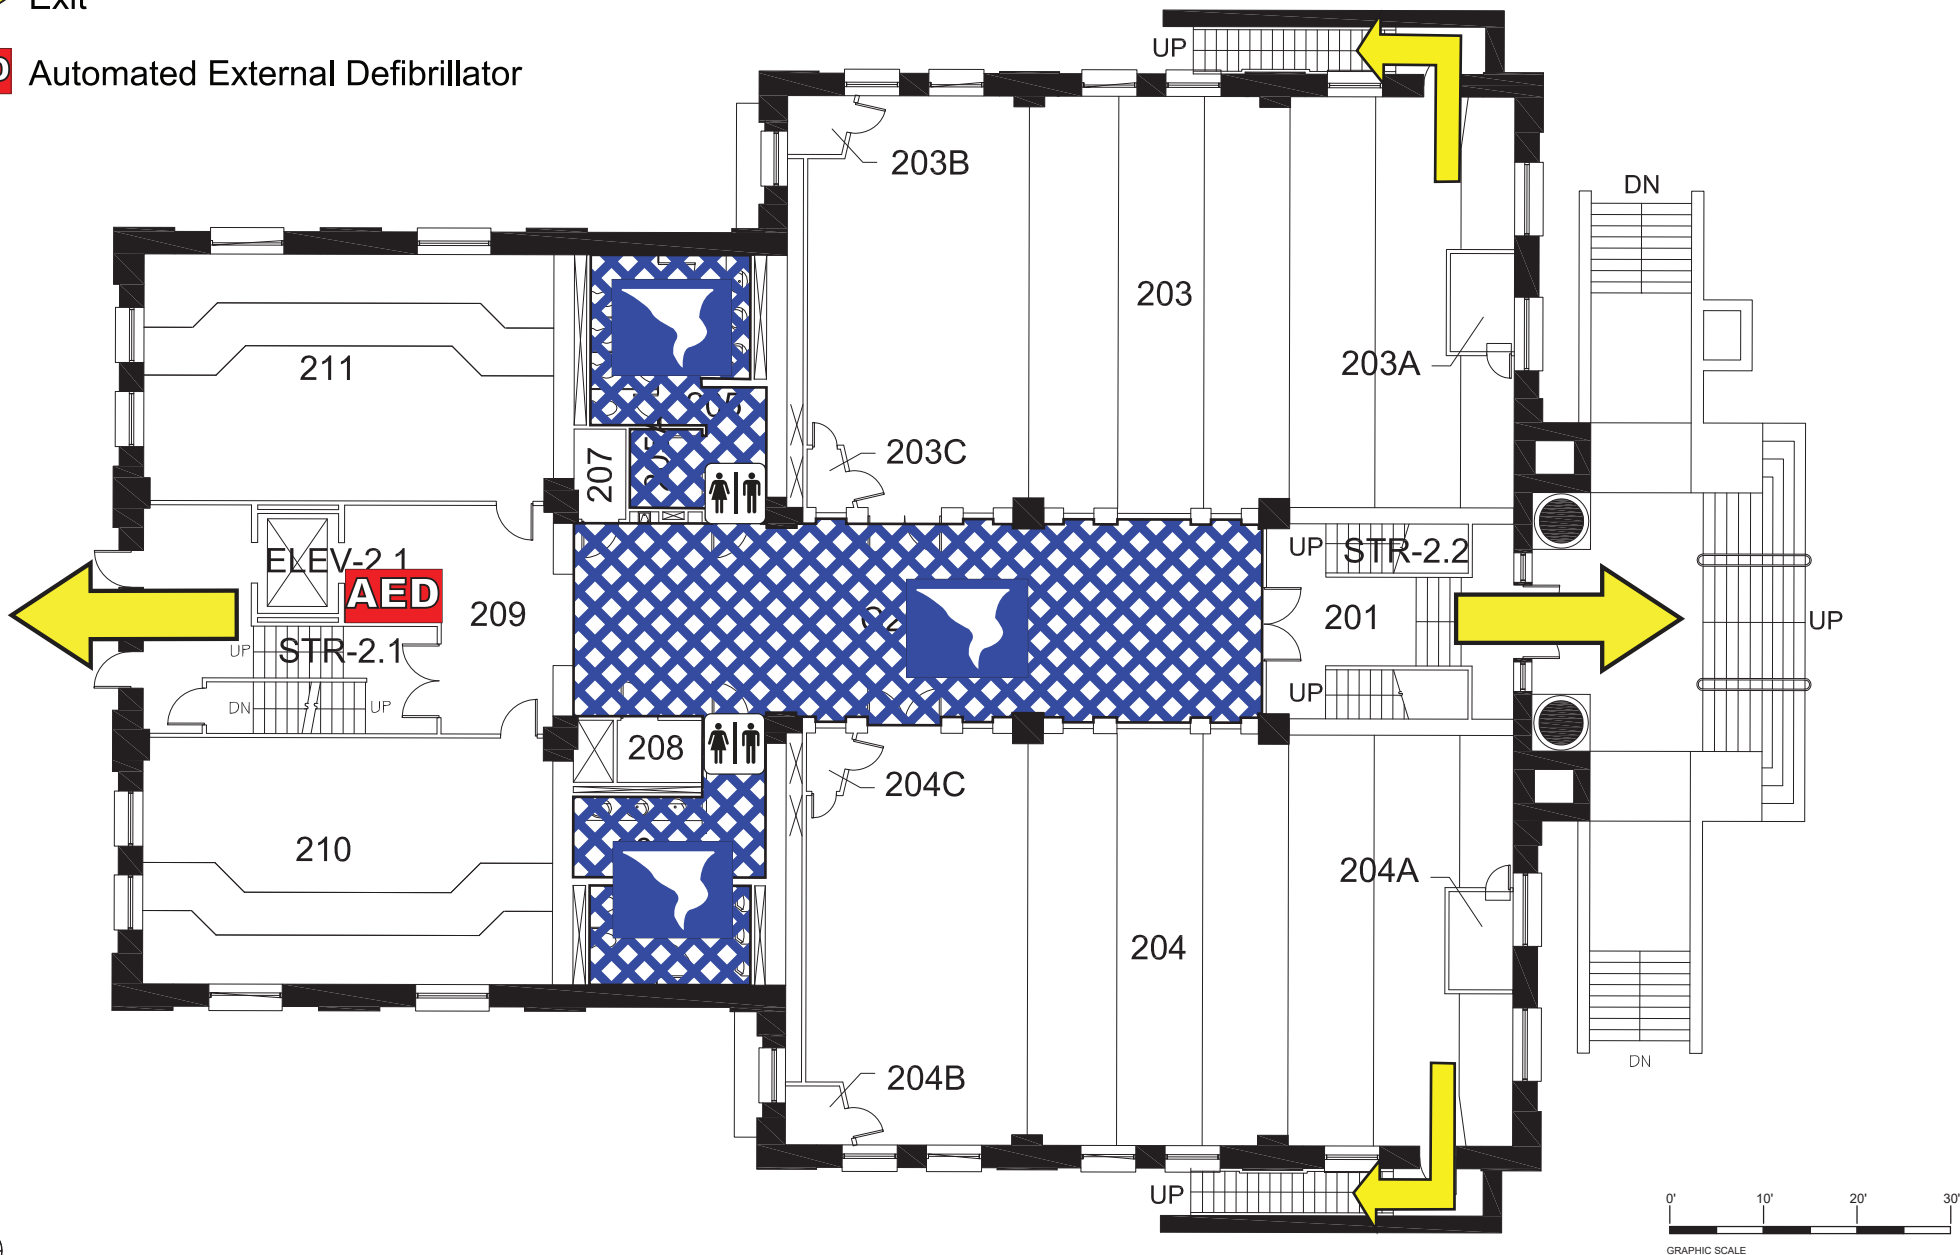 Exit
Automated External Defibrillator
UP
203B
DN
203
211
203A
205
203C
207
ELEV-2.1
UP
STR-2.2
AED
209
201
UP
UP
STR-2.1
DN
UP
UP
208
204C
210
204A
204
204B
DN
UP
0'
10'
20'
30'
GRAPHIC SCALE